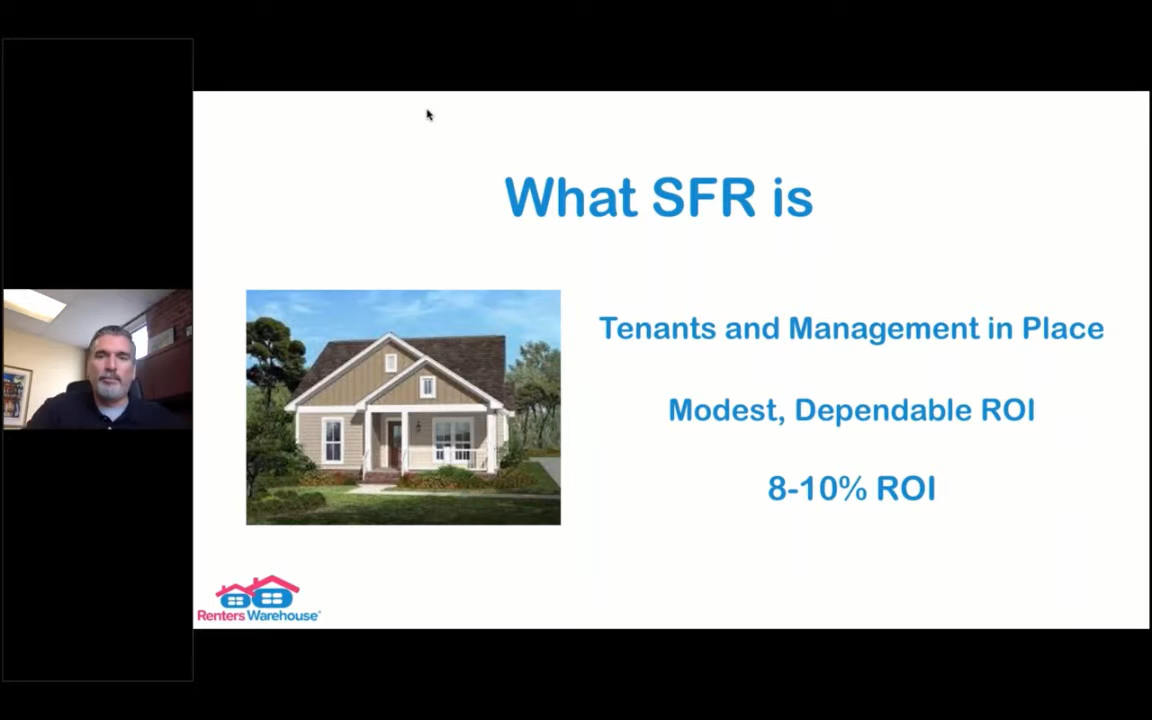 What SFR is
Tenants and Management in Place
Modest, Dependable ROI
8-10% ROI
Renters Warehouse®